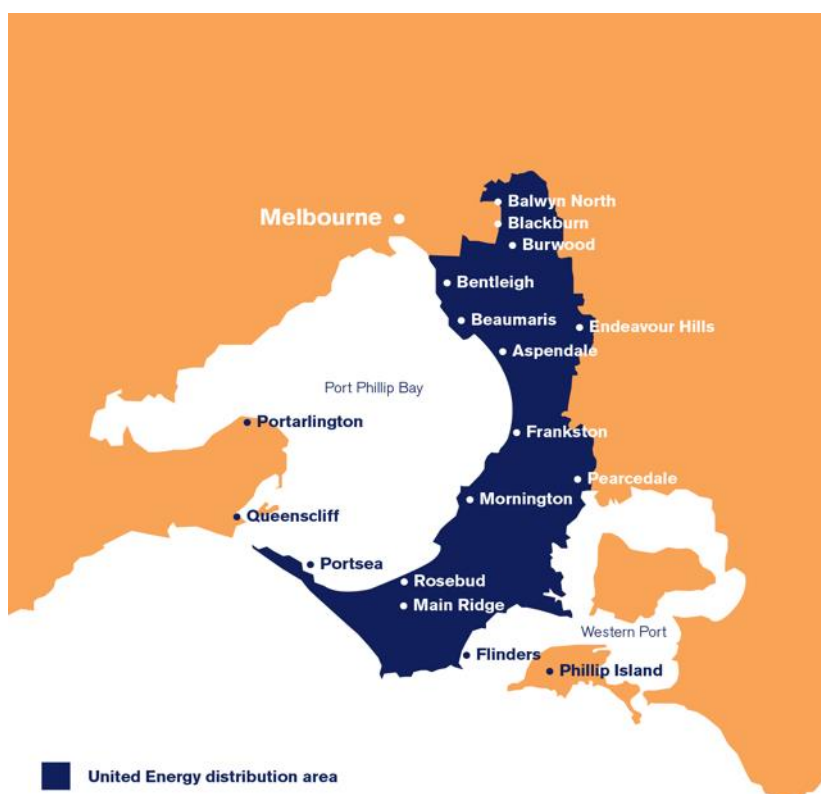 Balwyn North
Melbourne
Blackburn
Burwood
Bentleigh
Beaumaris
Endeavour Hills
Aspendale
Port Phillip Bay
Portarlington
Frankston
Pearcedale
Mornington
Queenscliff
Portsea
Rosebud
Main Ridge
Western Port
Flinders
Phillip Island
United Energy distribution area